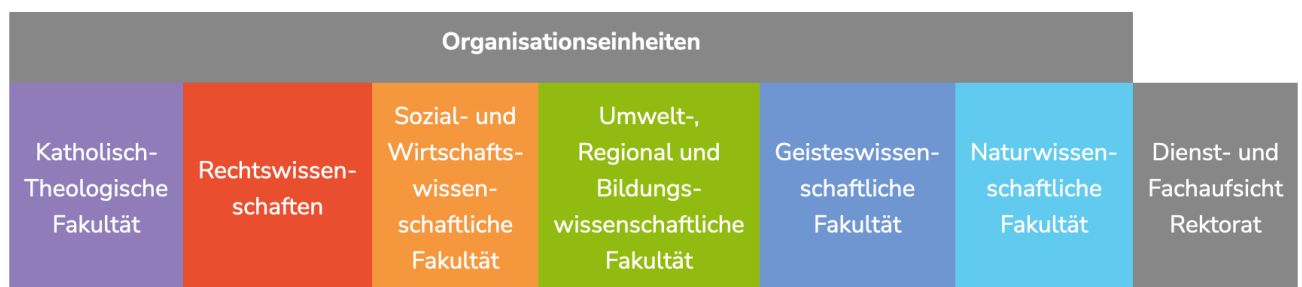 Organisationseinheiten
Katholisch-
Theologische
Fakultät
Rechtswissen-
schaften
Sozial- und
Wirtschafts-
wissen-
schaftliche
Fakultät
Umwelt-,
Regional und
Bildungs-
wissenschaftliche
Fakultät
Geisteswissen-
schaftliche
Fakultät
Naturwissen-
schaftliche
Fakultät
Dienst- und
Fachaufsicht
Rektorat